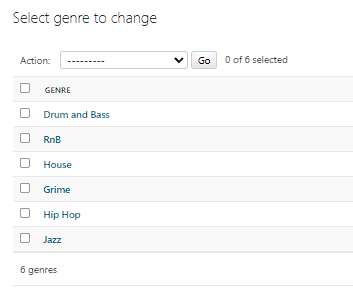 Select genre to change
Action: --------- Go 0 of 6 selected
GENRE
Drum and Bass
RnB
House
Grime
Hip Hop
Jazz
6 genres